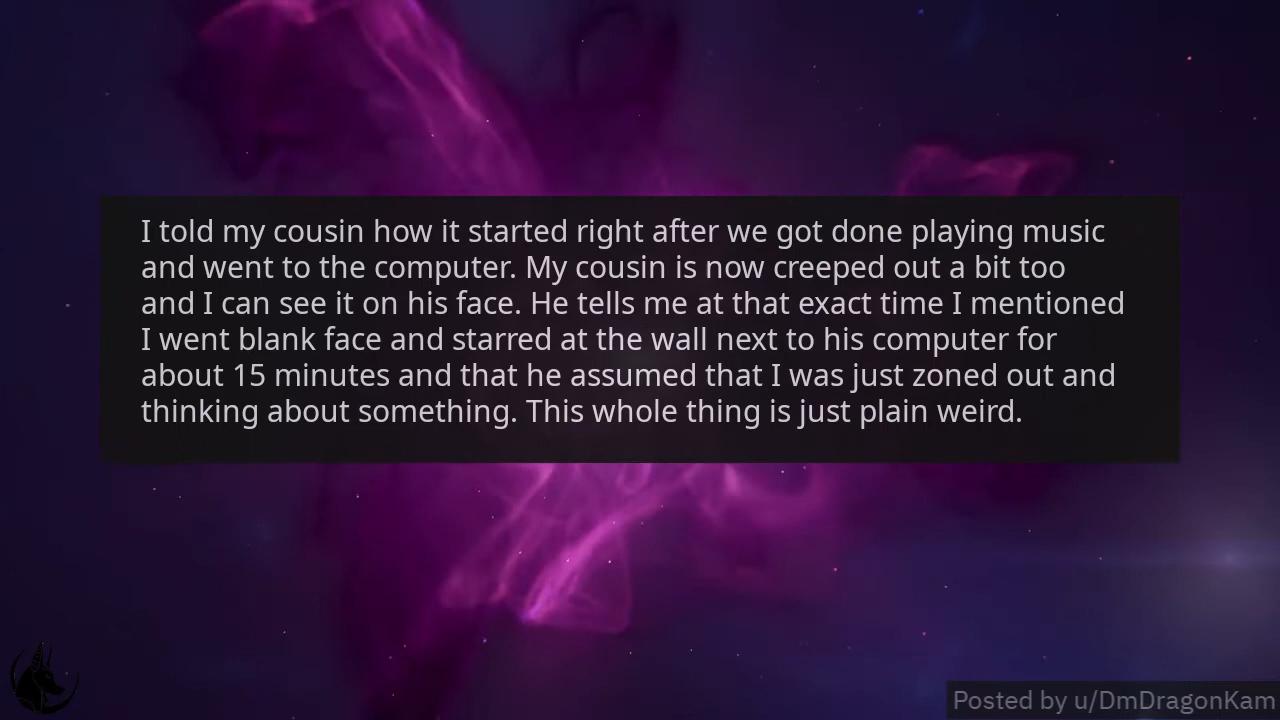 I told my cousin how it started right after we got done playing music
and went to the computer. My cousin is now creeped out a bit too
and I can see it on his face. He tells me at that exact time I mentioned
I went blank face and starred at the wall next to his computer for
about 15 minutes and that he assumed that I was just zoned out and
thinking about something. This whole thing is just plain weird.
Posted by u/DmDragonKam